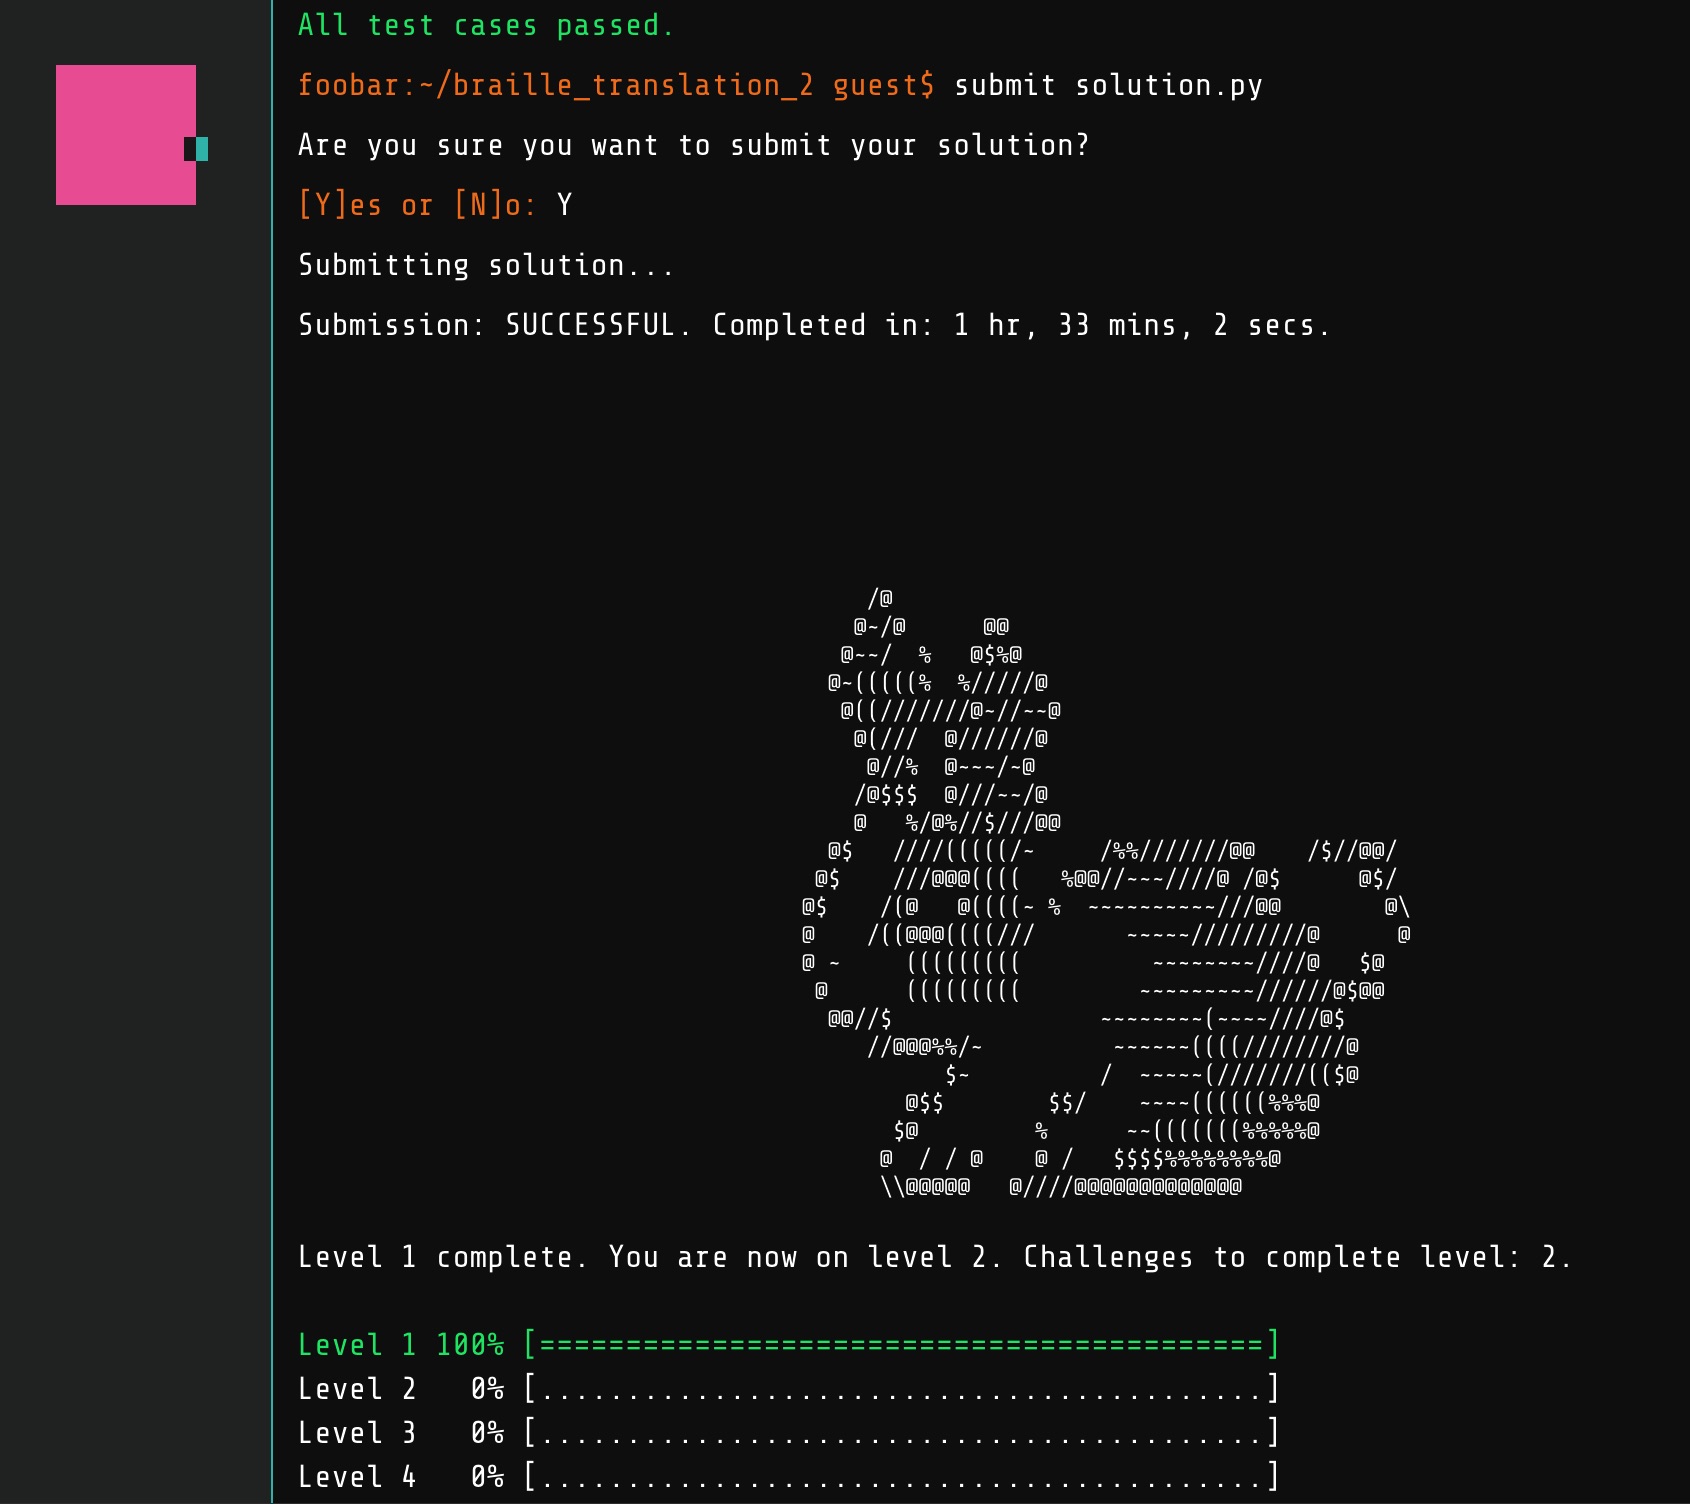 All test cases passed.
foobar:~/braille_translation_2 guest$ submit solution.py
Are you sure you want to submit your solution?
[Y]es or [N]o: Y
Submitting solution...
Submission: SUCCESSFUL. Completed in: 1 hr, 33 mins, 2 secs.
Level 1 complete. You are now on level 2. Challenges to complete level: 2.
Level 1 100% [==========================================]
Level 2   0% [..........................................]
Level 3   0% [..........................................]
Level 4   0% [..........................................]